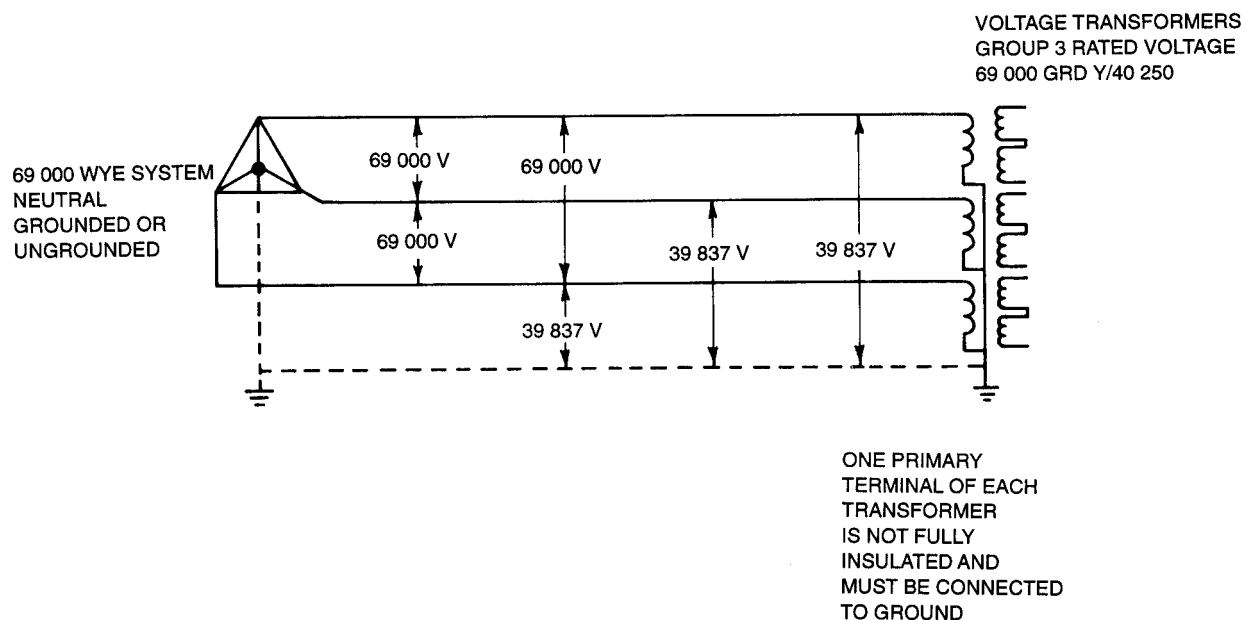 VOLTAGE TRANSFORMERS
GROUP 3 RATED VOLTAGE
69 000 GRD Y/40 250
69 000 WYE SYSTEM
NEUTRAL
GROUNDED OR
UNGROUNDED
69 000 V
69 000 V
69 000 V
39 837 V
39 837 V
39 837 V
ONE PRIMARY
TERMINAL OF EACH
TRANSFORMER
IS NOT FULLY
INSULATED AND
MUST BE CONNECTED
TO GROUND